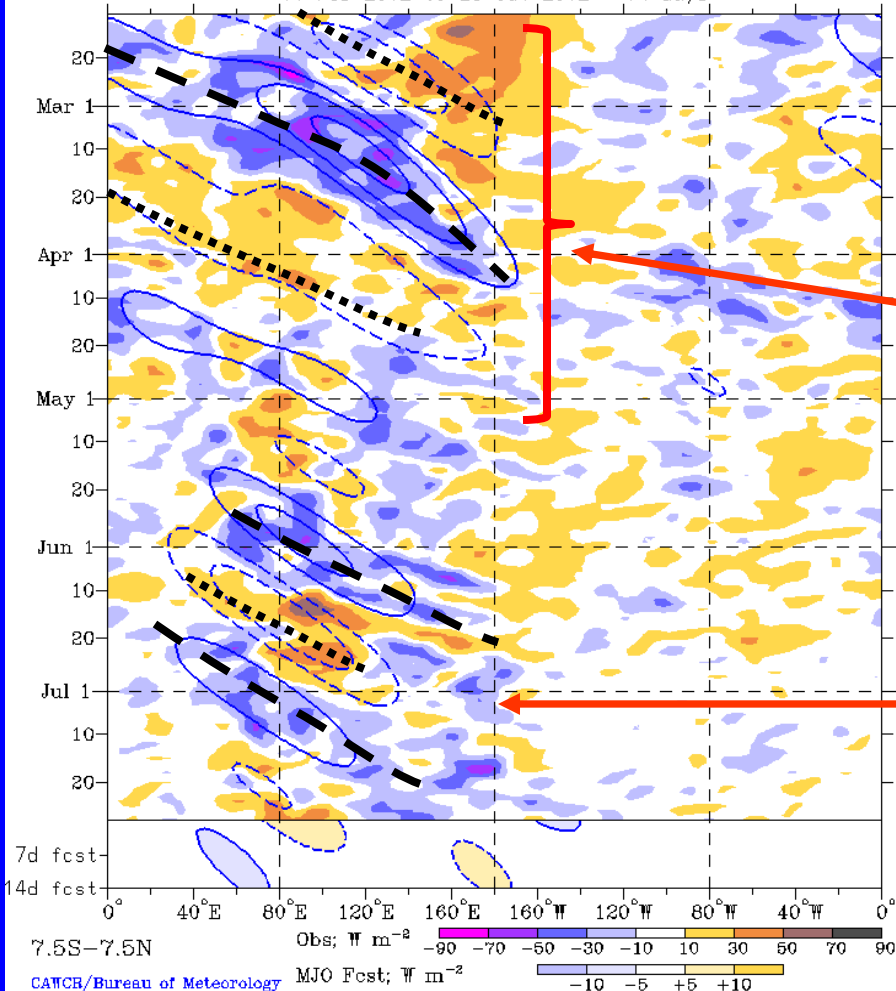 20
Mar 1
10
20
Apr 1
10
20
May 1
10
20
Jun 1
10
20
Jul 1
10
20
7d fcst
14d fcst
0° 40°E 80 E 120 E 160 E 160 W 120°W 80°W 40°W 0°
7.5S-7.5N
Obs; W m-2 -90 -70 -50 -30 -10 10 30 50 70 90
CAWCR/Bureau of Meteorology
MJO Fcst; W m-2 -10 -5 +5 +10